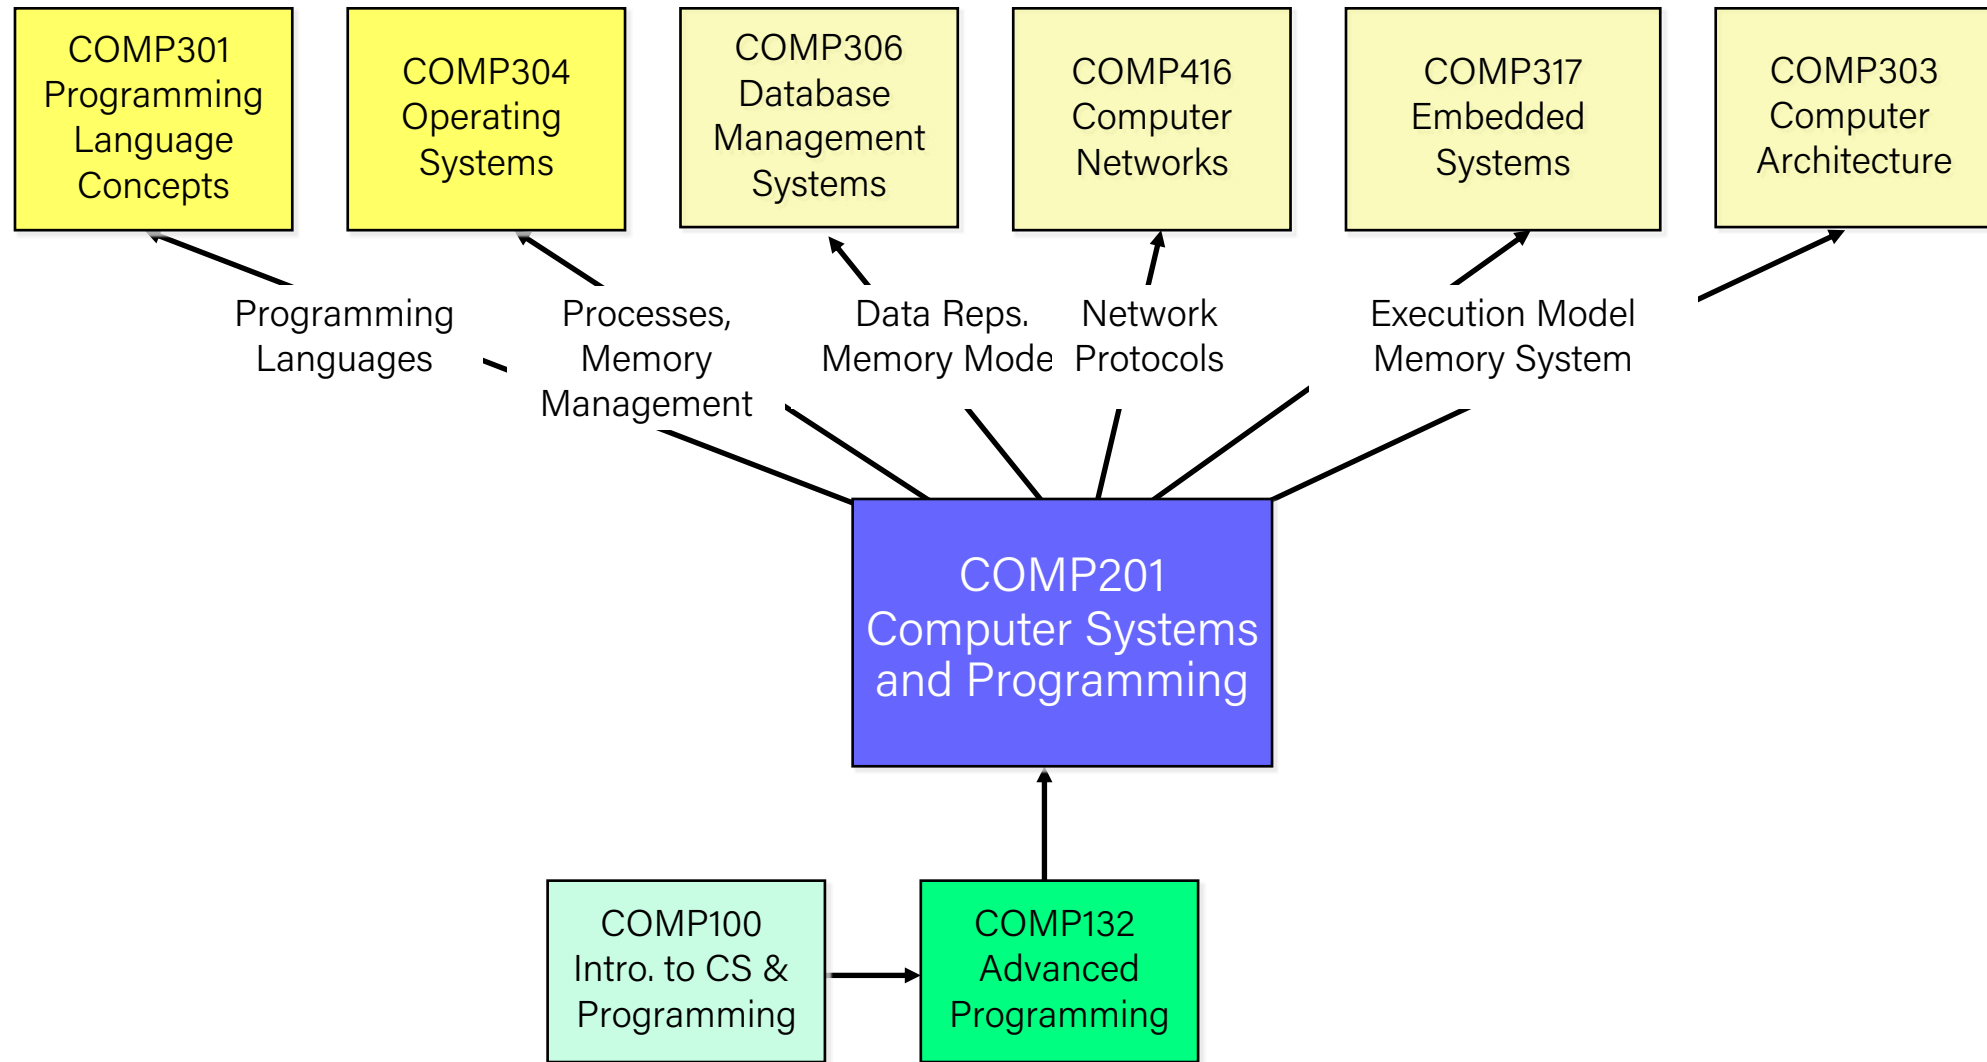 COMP301
Programming
Language
Concepts
COMP304
Operating
Systems
COMP306
Database
Management
Systems
COMP416
Computer
Networks
COMP317
Embedded
Systems
COMP303
Computer
Architecture
Programming
Languages
Processes,
Memory
Management
Data Reps.
Memory Mode
Network
Protocols
Execution Model
Memory System
COMP201
Computer Systems
and Programming
COMP100
Intro. to CS &
Programming
COMP132
Advanced
Programming